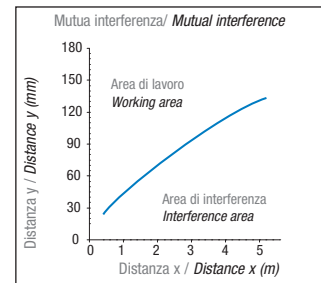 Mutua interferenza/ Mutual interference
Distanza y / Distance y (mm)
180
150
120
90
60
30
0
Area di lavoro
Working area
Area di interferenza
Interference area
0 1 2 3 4 5
Distanza x / Distance x (m)